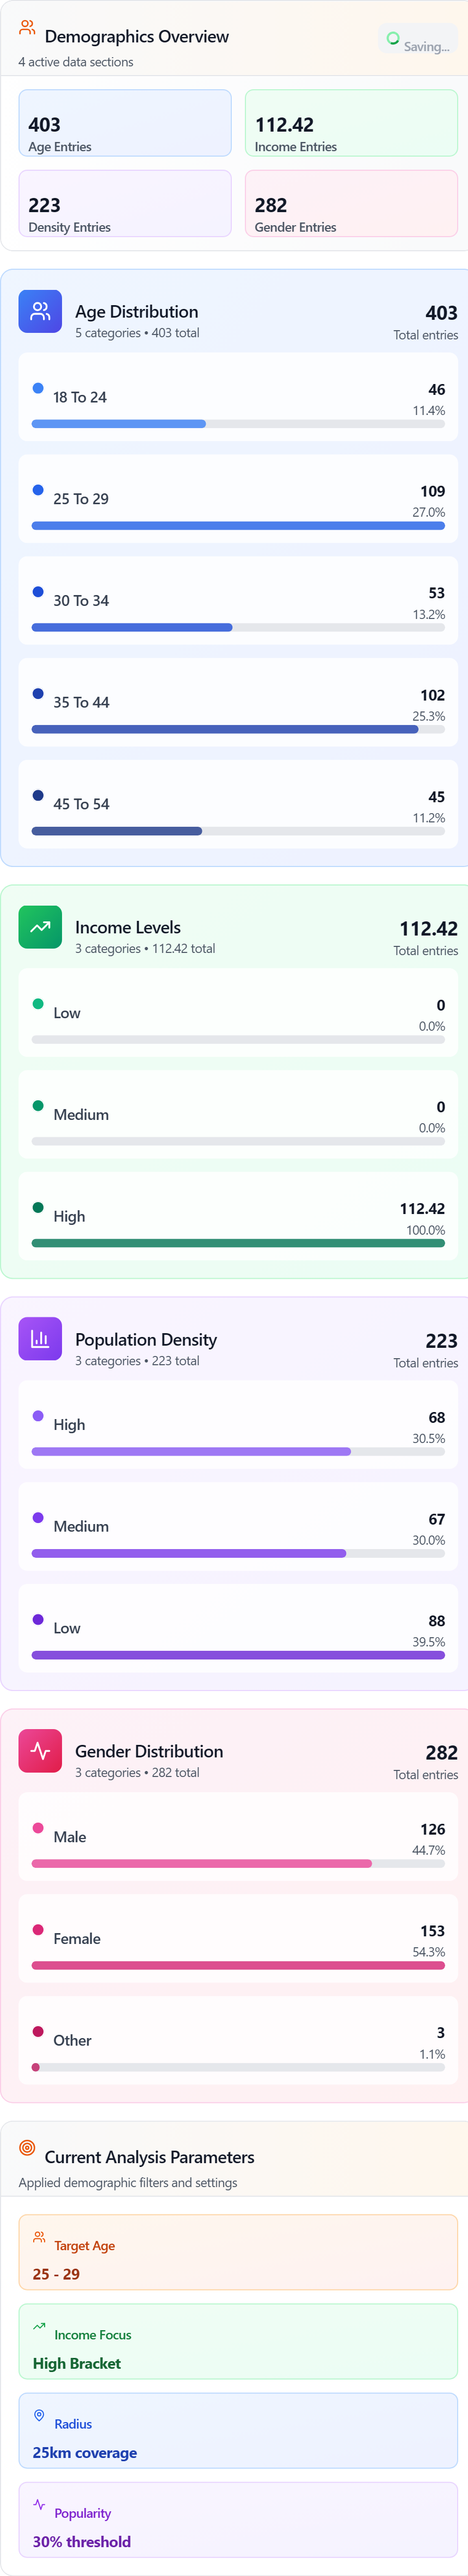 Demographics Overview
Saving...
4 active data sections
403
Age Entries
112.42
Income Entries
223
Density Entries
282
Gender Entries
Age Distribution
5 categories • 403 total
403
Total entries
18 To 24
46
11.4%
25 To 29
109
27.0%
30 To 34
53
13.2%
35 To 44
102
25.3%
45 To 54
45
11.2%
Income Levels
3 categories • 112.42 total
112.42
Total entries
Low
0
0.0%
Medium
0
0.0%
High
112.42
100.0%
Population Density
3 categories • 223 total
223
Total entries
High
68
30.5%
Medium
67
30.0%
Low
88
39.5%
Gender Distribution
3 categories • 282 total
282
Total entries
Male
126
44.7%
Female
153
54.3%
Other
3
1.1%
Current Analysis Parameters
Applied demographic filters and settings
Target Age
25 - 29
Income Focus
High Bracket
Radius
25km coverage
Popularity
30% threshold